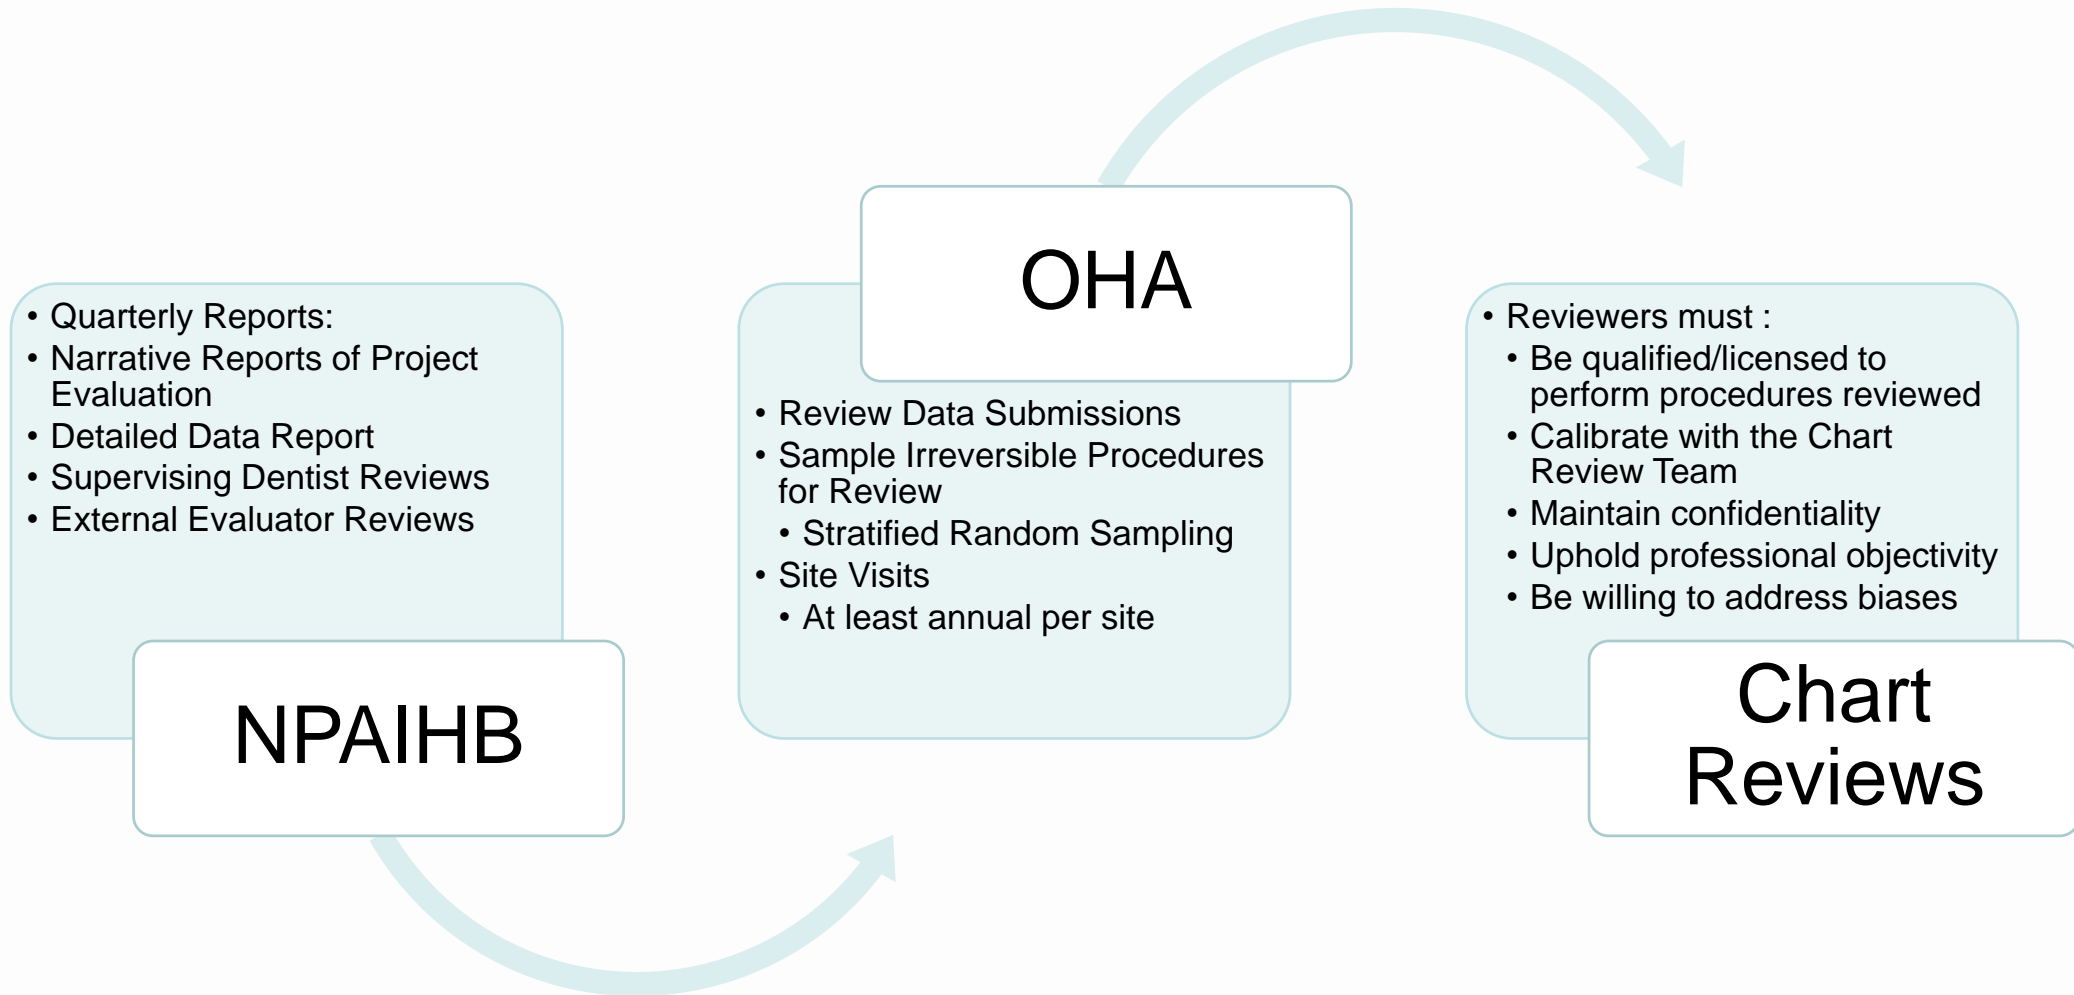 • Quarterly Reports:
• Narrative Reports of Project
Evaluation
• Detailed Data Report
• Supervising Dentist Reviews
• External Evaluator Reviews
NPAIHB
OHA
• Review Data Submissions
• Sample Irreversible Procedures
for Review
• Stratified Random Sampling
• Site Visits
• At least annual per site
• Reviewers must :
• Be qualified/licensed to
perform procedures reviewed
• Calibrate with the Chart
Review Team
• Maintain confidentiality
• Uphold professional objectivity
• Be willing to address biases
Chart
Reviews